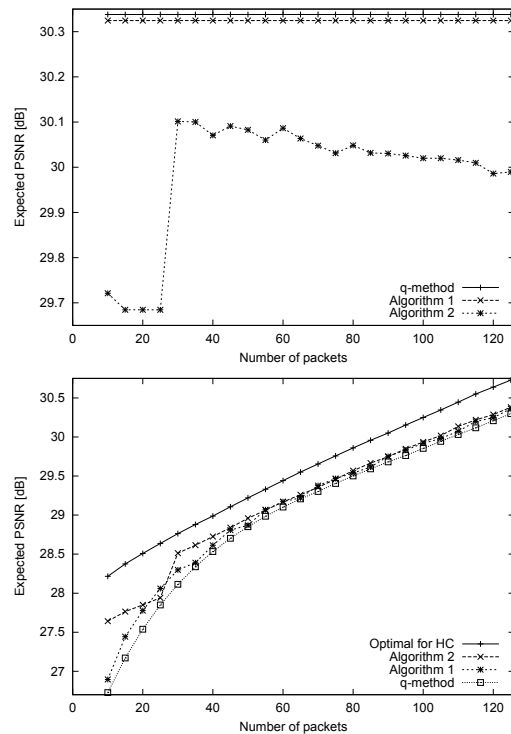 30.3
30.2
30.1
30
29.9
29.8
29.7
Expected PSNR [dB]
q-method
Algorithm 1
Algorithm 2
0 20 40 60 80 100 120
Number of packets
30.5
30
29.5
29
28.5
28
27.5
27
Expected PSNR [dB]
Optimal for HC
Algorithm 2
Algorithm 1
q-method
0 20 40 60 80 100 120
Number of packets